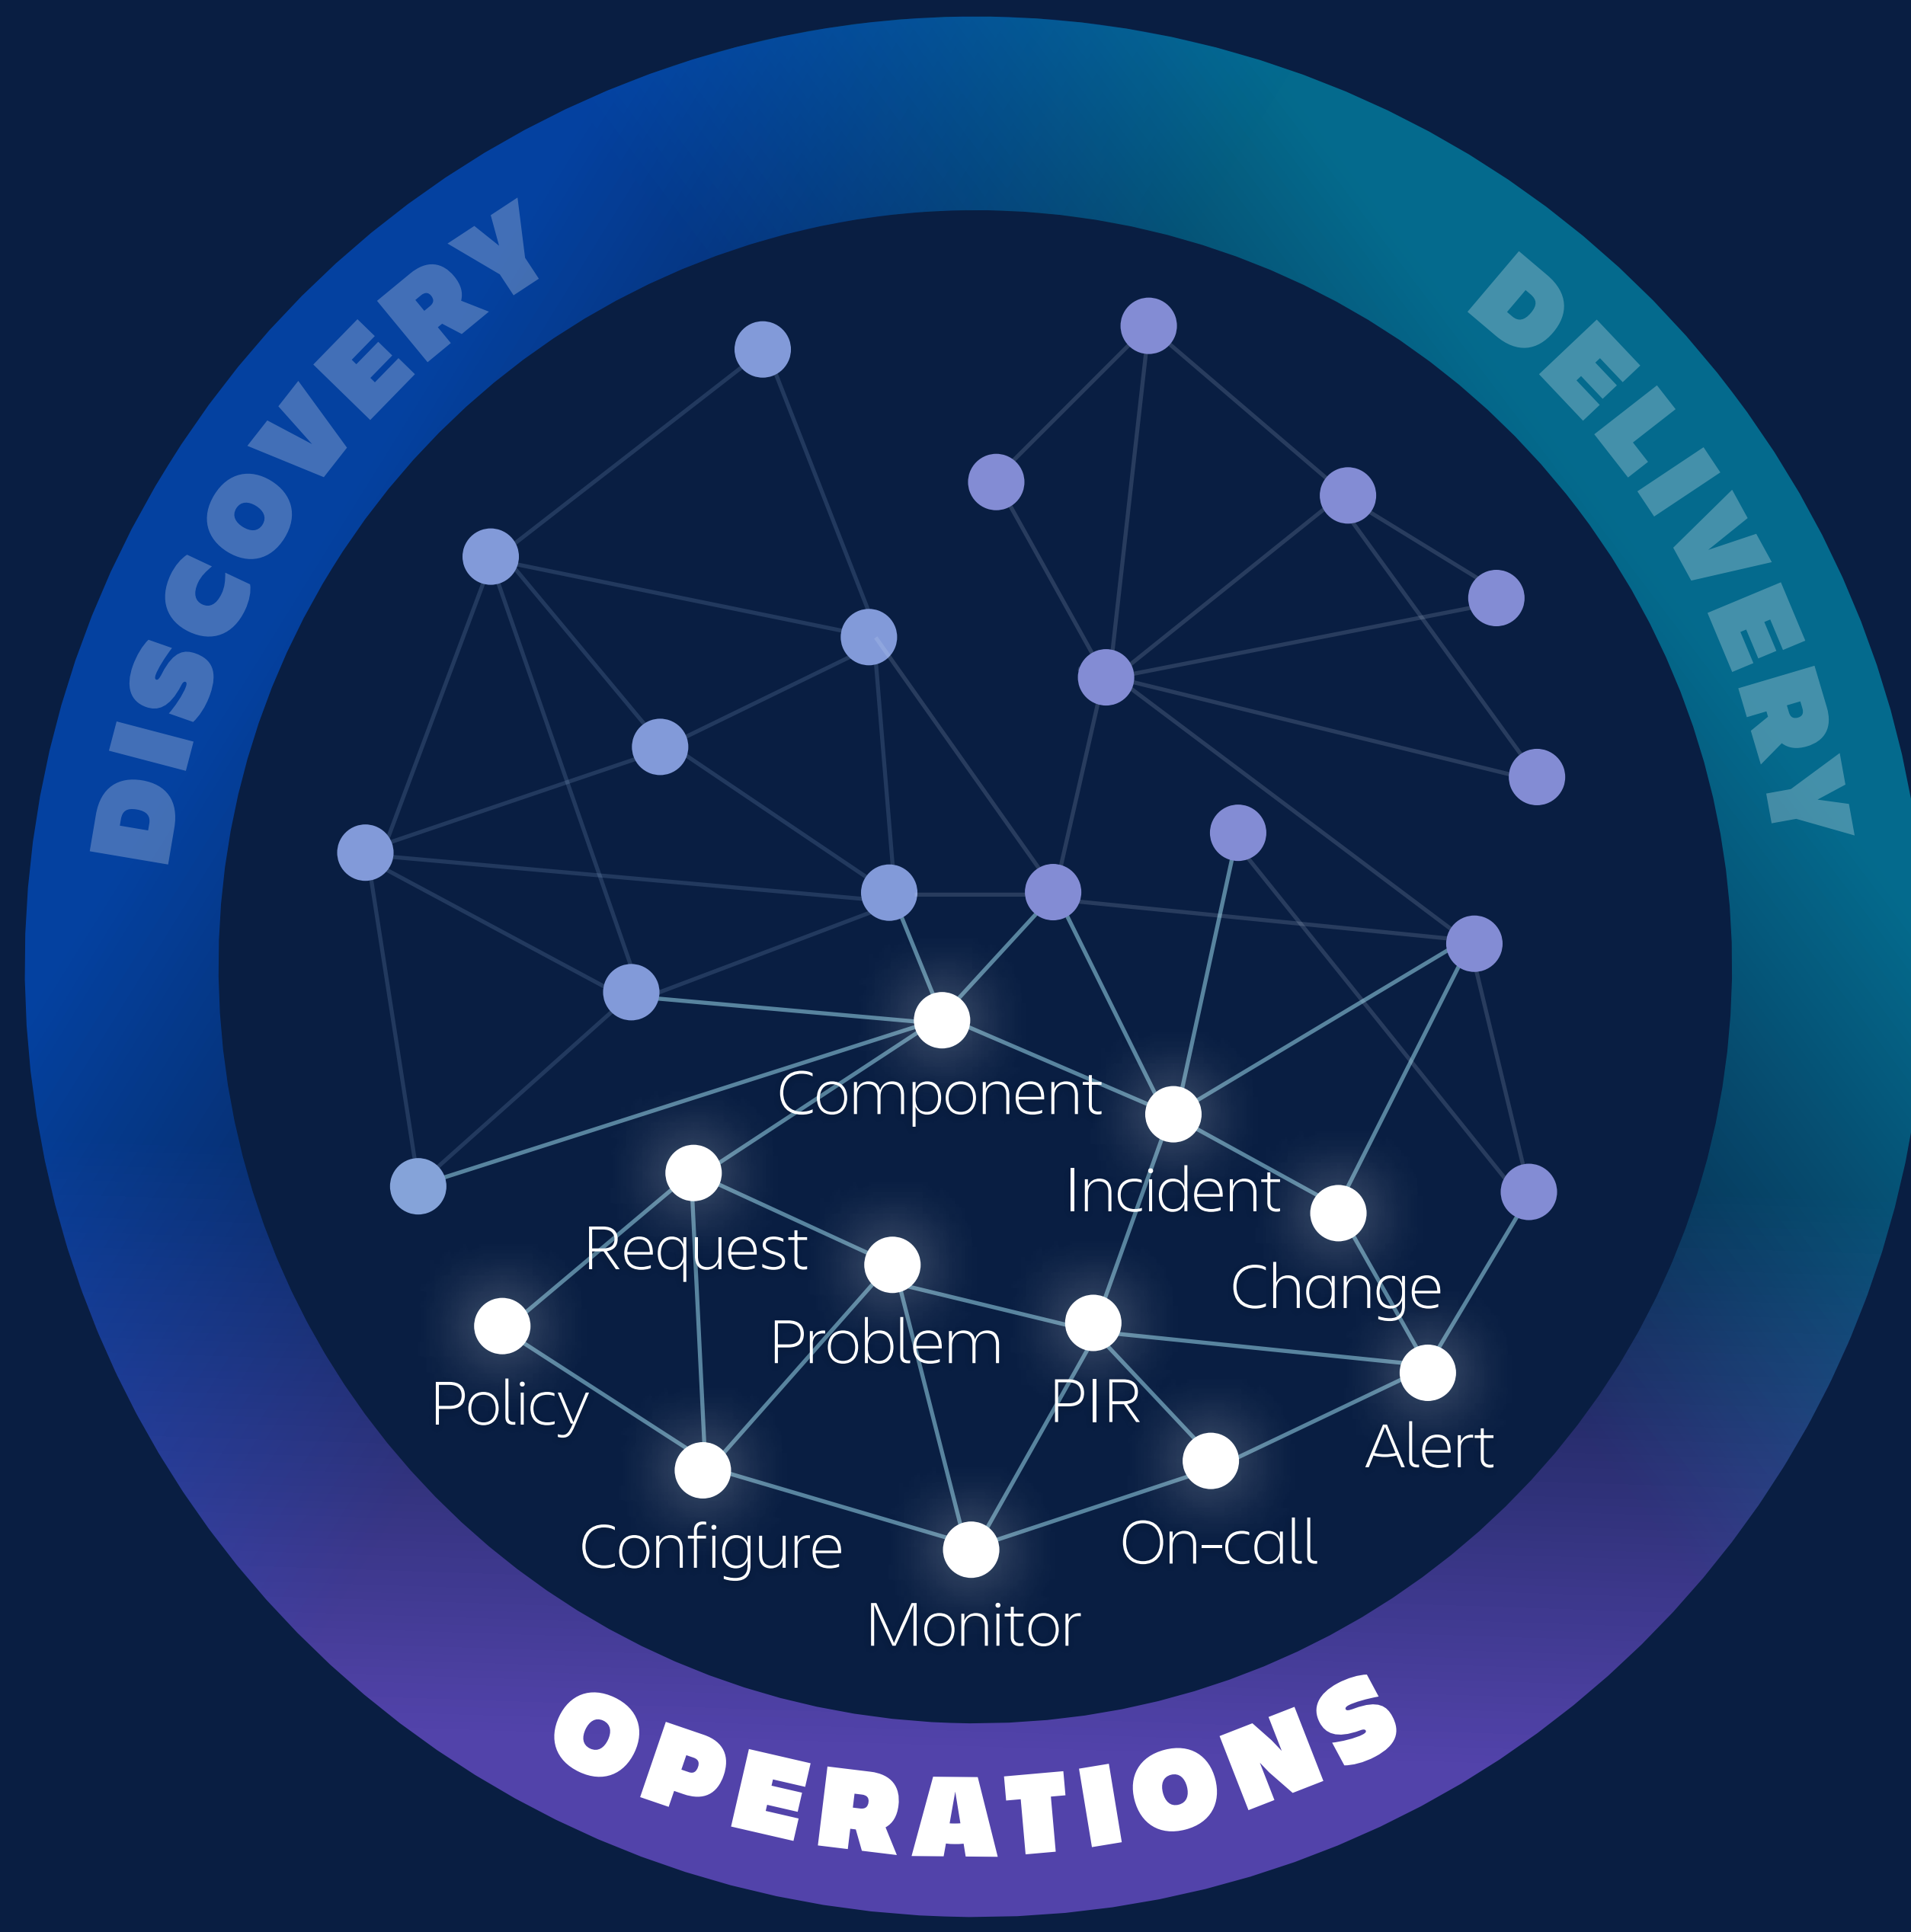 DISCOVERY
DELIVERY
Component
Incident
Request
Change
Problem
Policy
PIR
Alert
Configure
On-call
Monitor
OPERATIONS